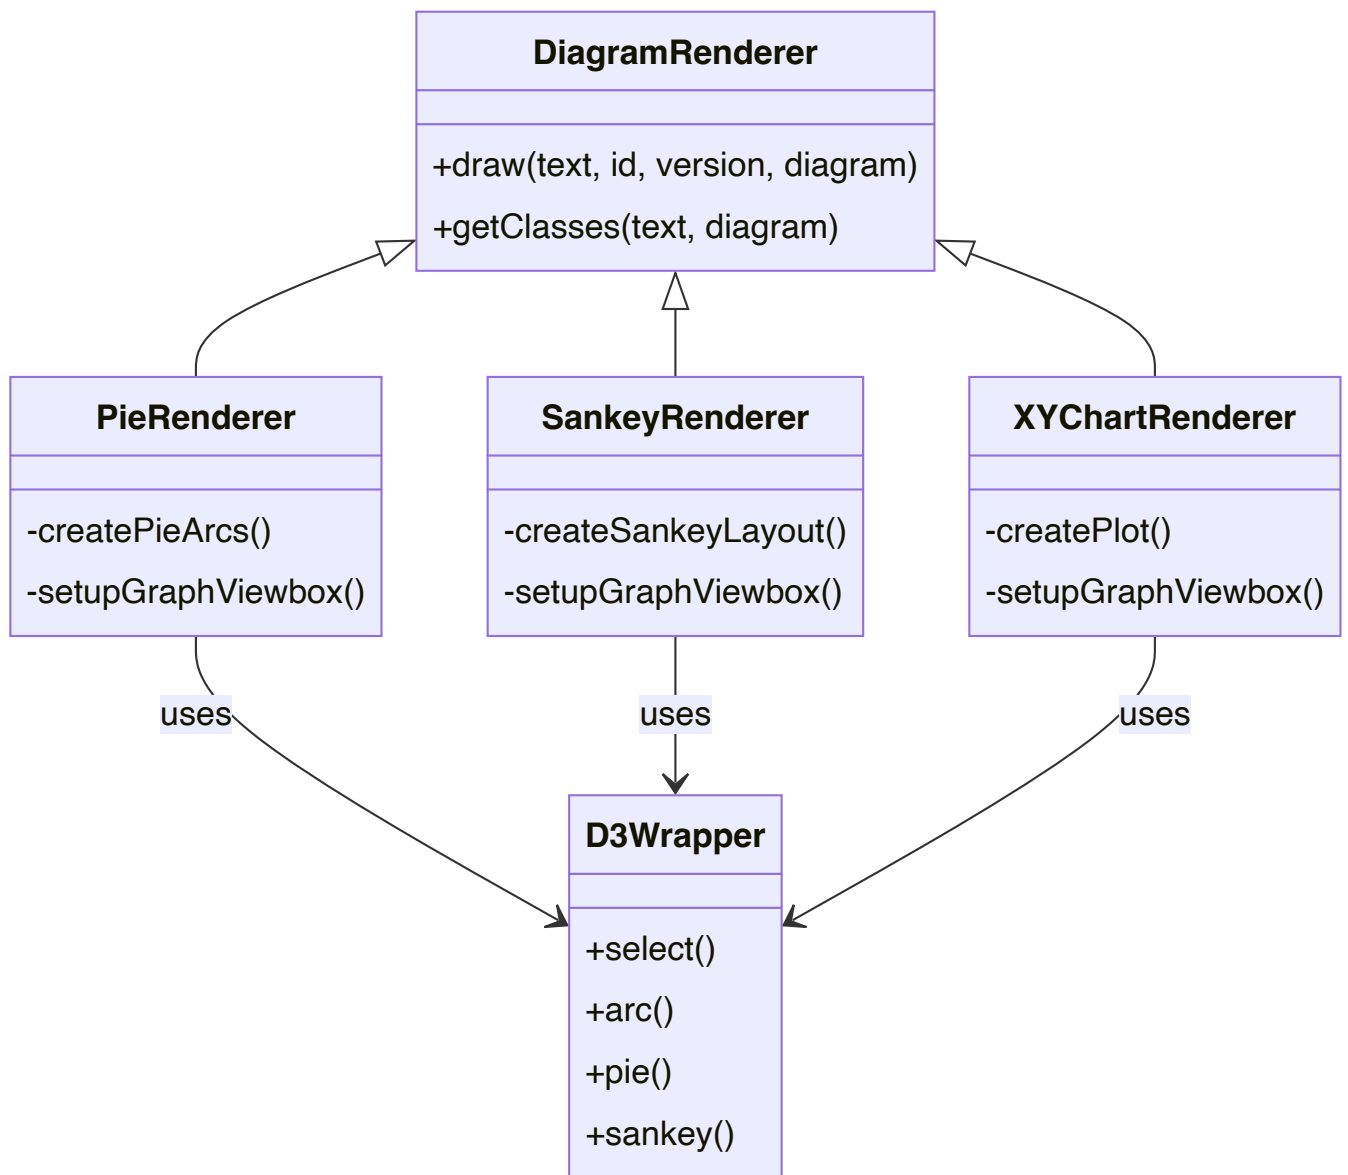 DiagramRenderer
+draw(text, id, version, diagram)
+getClasses(text, diagram)
PieRenderer
-createPieArcs()
-setupGraphViewbox()
SankeyRenderer
-createSankeyLayout()
-setupGraphViewbox()
XYChartRenderer
-createPlot()
-setupGraphViewbox()
uses
uses
uses
D3Wrapper
+select()
+arc()
+pie()
+sankey()